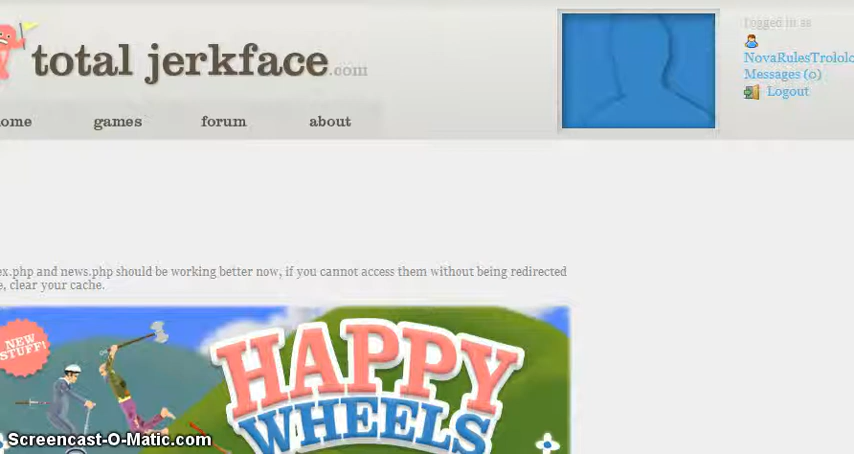 total jerkface.com
Logged in as
NovaRulesTrolol
Messages (0)
Logout
ome
games
forum
about
ex.php and news.php should be working better now, if you cannot access them without being redirected
e, clear your cache.
NEW
STUFF!
HAPPY
WHEELS
Screencast-O-Matic.com